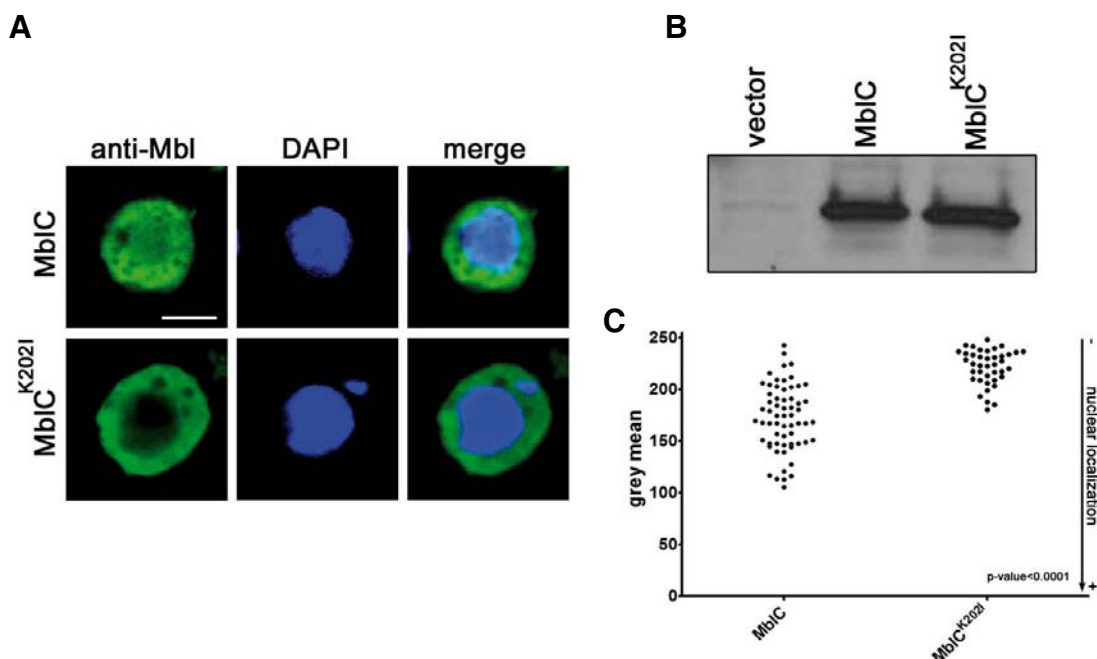 A
anti-Mbl
DAPI
merge
MblC
MblC K202I
B
vector
MblC
MblC K202I
C
250
200
150
100
50
0
grey mean
MblC
MblC K202I
-
nuclear localization
+
p-value<0.0001